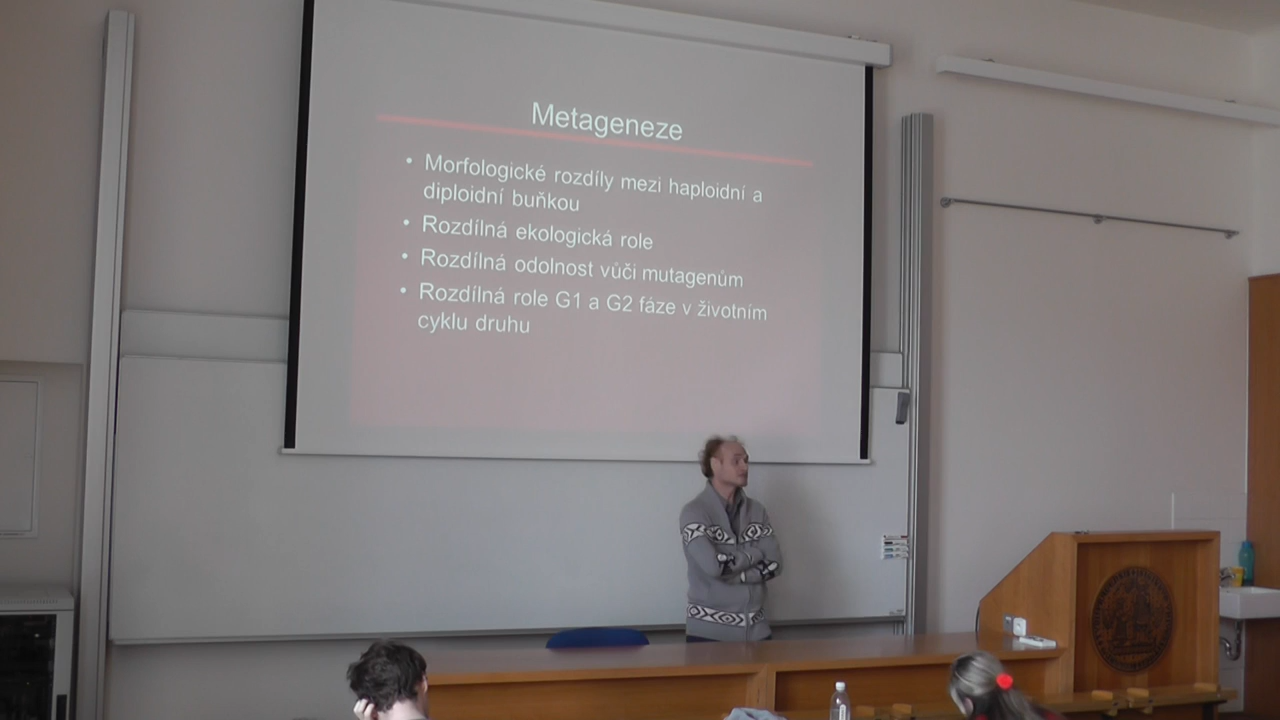 Metageneze
• Morfologické rozdíly mezi haploidní a
diploidní buňkou
• Rozdílná ekologická role
• Rozdílná odolnost vůči mutagenům
• Rozdílná role G1 a G2 fáze v životním
cyklu druhu